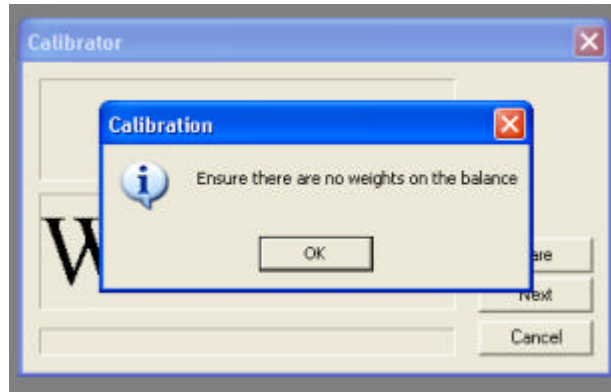 Calibrator
Calibration
Ensure there are no weights on the balance
OK
Next
Cancel